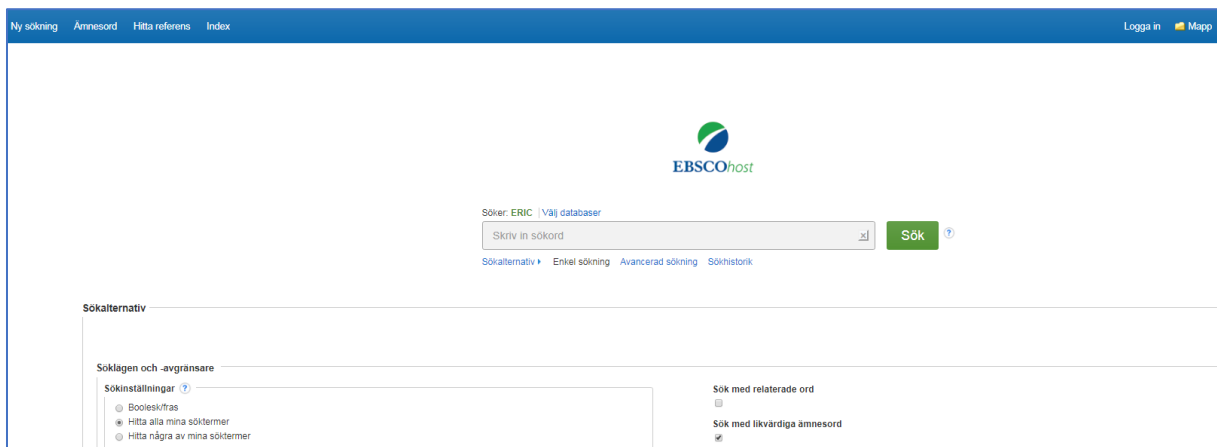 Ny sökning Ämnesord Hitta referens Index Logga in Mapp
EBSCOhost
Söker: ERIC Välj databaser
Skriv in sökord x Sök ?
Sökalternativ Enkel sökning Avancerad sökning Sökhistorik
Sökalternativ
Söklägen och -avgränsare
Sökinställningar ?
Boolesk/fras
Hitta alla mina söktermer
Hitta några av mina söktermer
Sök med relaterade ord
Sök med likvärdiga ämnesord